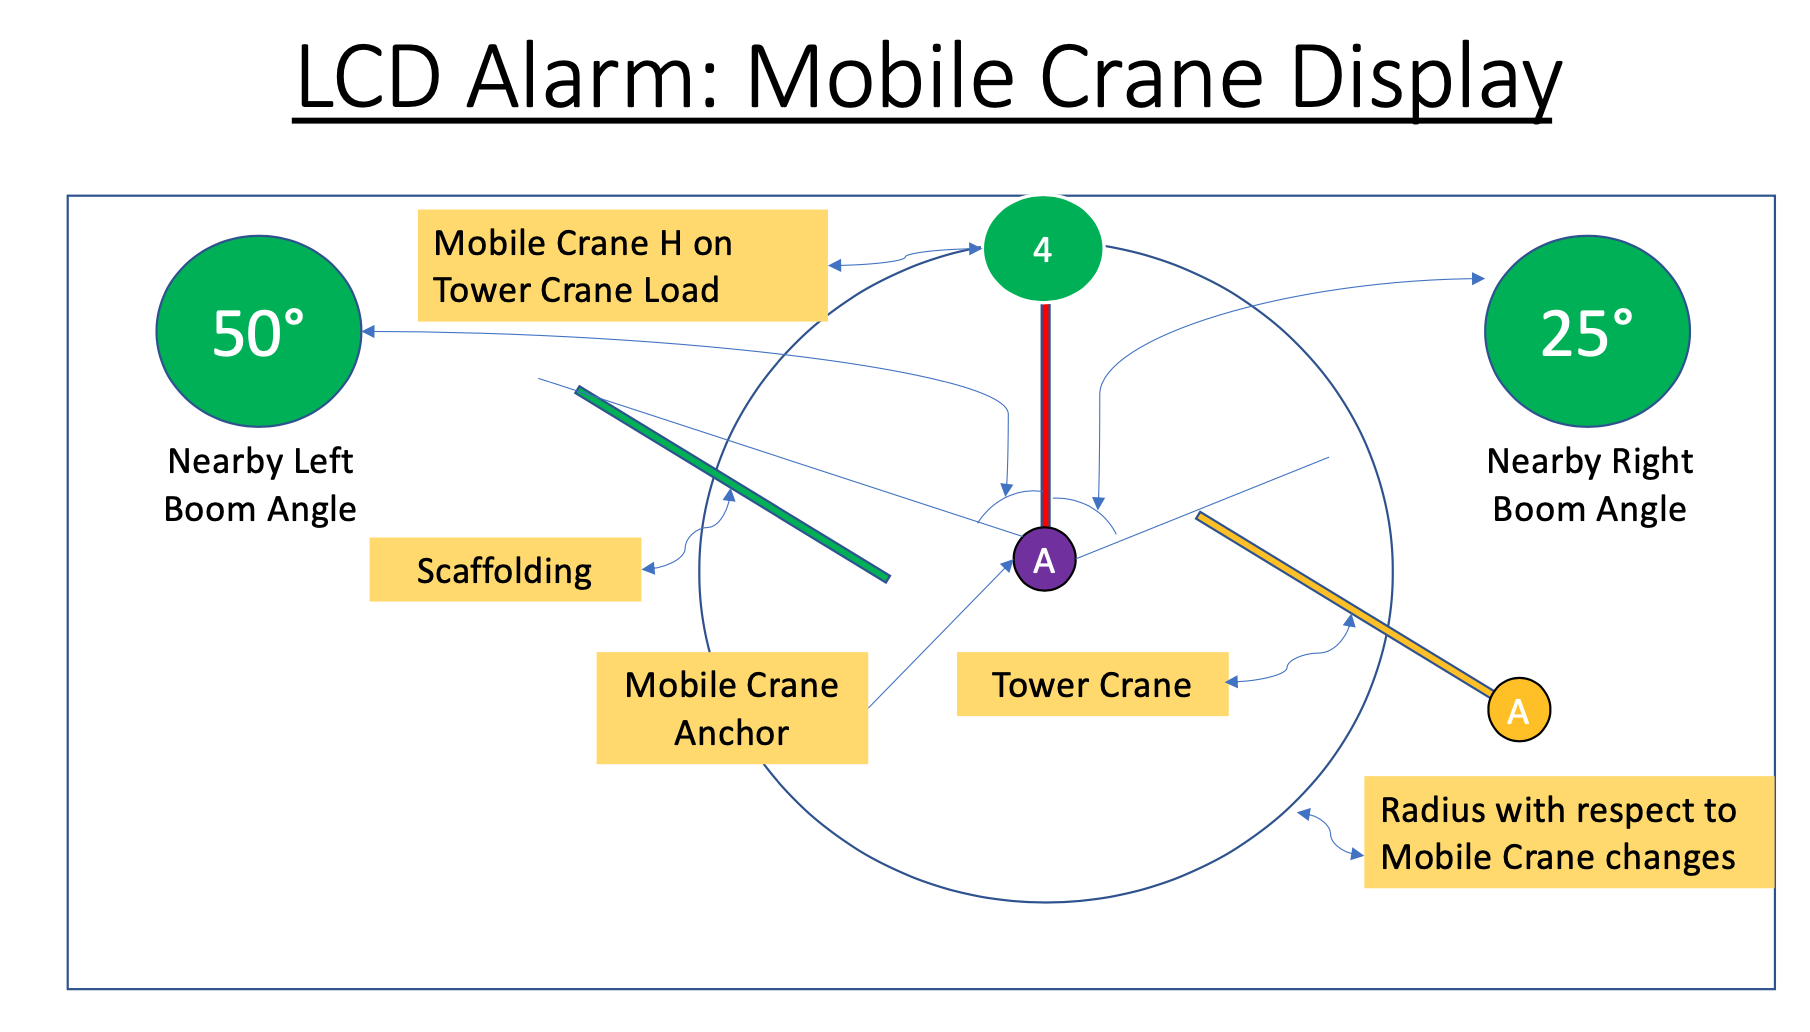 LCD Alarm: Mobile Crane Display
Mobile Crane H on
Tower Crane Load
4
50°
25°
Nearby Left
Boom Angle
Nearby Right
Boom Angle
Scaffolding
A
Mobile Crane
Anchor
Tower Crane
A
Radius with respect to
Mobile Crane changes